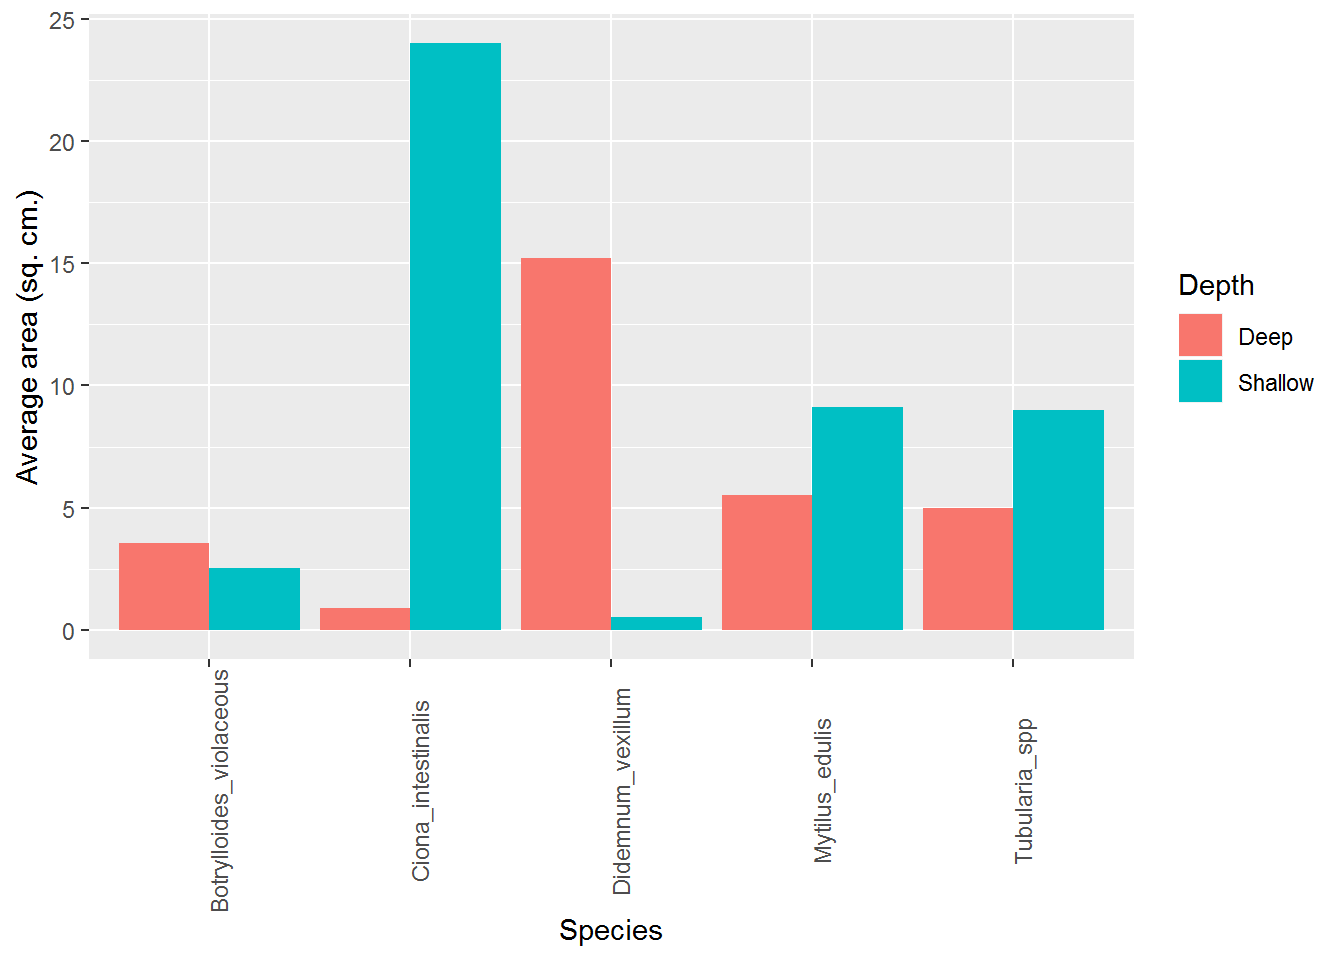 25
20
15
10
5
0
Average area (sq. cm.)
Botrylloides_violaceous
Ciona_intestinalis
Didemnum_vexillum
Mytilus_edulis
Tubularia_spp
Species
Depth
Deep
Shallow